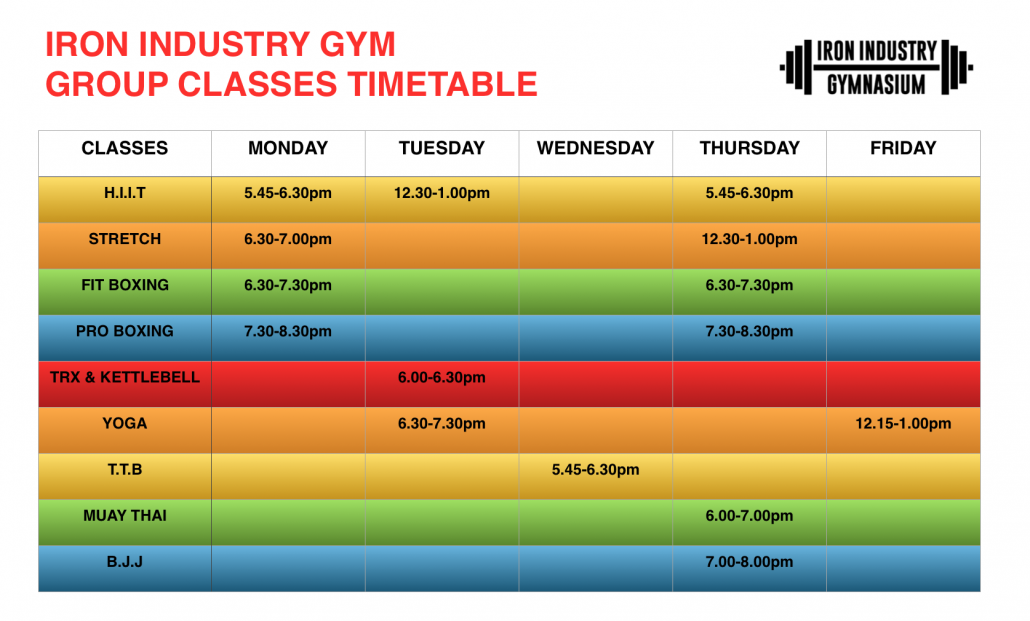 IRON INDUSTRY GYM
GROUP CLASSES TIMETABLE
IRON INDUSTRY
GYMNASIUM
CLASSES MONDAY TUESDAY WEDNESDAY THURSDAY FRIDAY
H.I.I.T 5.45-6.30pm 12.30-1.00pm 5.45-6.30pm
STRETCH 6.30-7.00pm 12.30-1.00pm
FIT BOXING 6.30-7.30pm 6.30-7.30pm
PRO BOXING 7.30-8.30pm 7.30-8.30pm
TRX & KETTLEBELL 6.00-6.30pm
YOGA 6.30-7.30pm 12.15-1.00pm
T.T.B 5.45-6.30pm
MUAY THAI 6.00-7.00pm
B.J.J 7.00-8.00pm